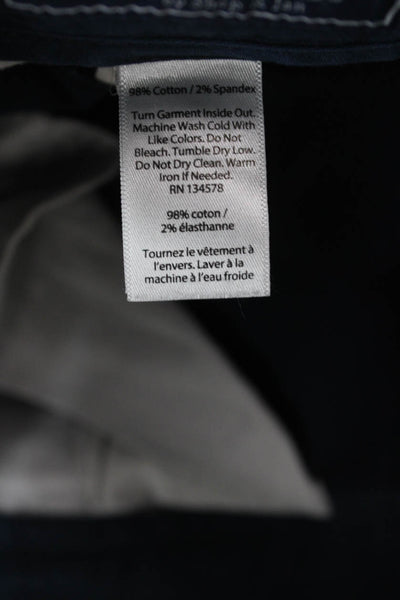 98% Cotton / 2% Spandex
Turn Garment Inside Out.
Machine Wash Cold With
Like Colors. Do Not
Bleach. Tumble Dry Low.
Do Not Dry Clean. Warm
Iron If Needed.
RN 134578
98% coton /
2% élasthanne
Tournez le vêtement à
l'envers. Laver à la
machine à l'eau froide